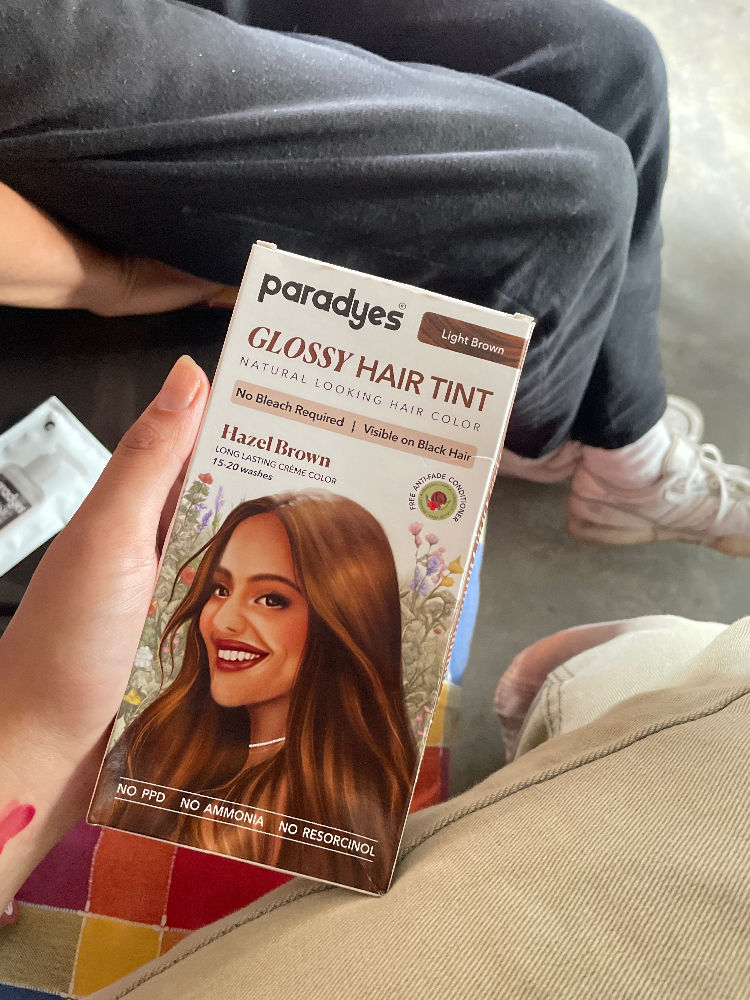 paradyes®
Light Brown
GLOSSY HAIR TINT
NATURAL LOOKING HAIR COLOR
No Bleach Required | Visible on Black Hair
Hazel Brown
LONG LASTING CRÈME COLOR
15-20 washes
FREE ANTI-FADE CONDITIONER
NO PPD NO AMMONIA NO RESORCINOL